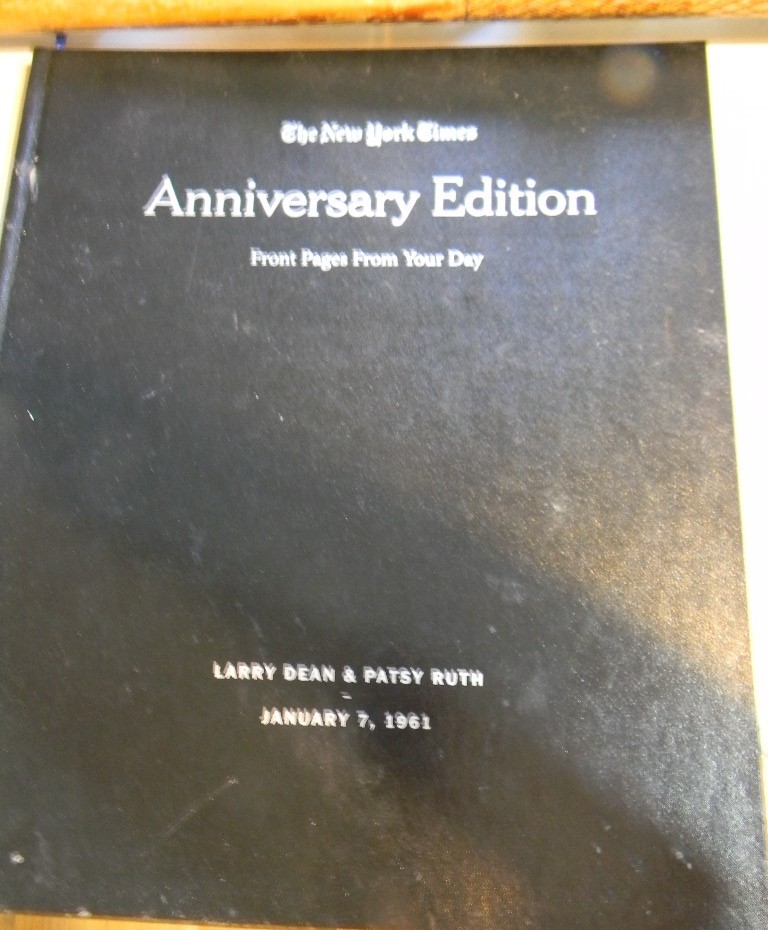 The New York Times
Anniversary Edition
Front Pages From Your Day
LARRY DEAN & PATSY RUTH
–
JANUARY 7, 1961